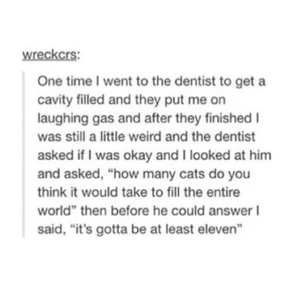 wreckcrs:
One time I went to the dentist to get a
cavity filled and they put me on
laughing gas and after they finished I
was still a little weird and the dentist
asked if I was okay and I looked at him
and asked, “how many cats do you
think it would take to fill the entire
world” then before he could answer I
said, “it’s gotta be at least eleven”